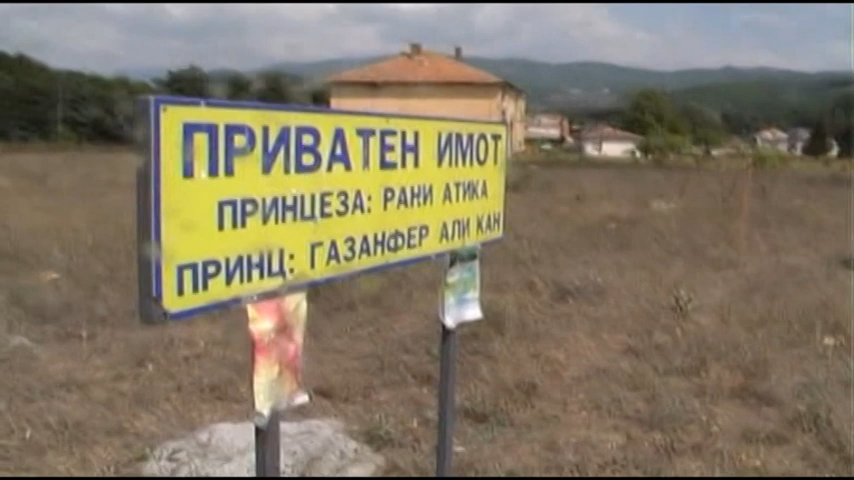 ПРИВАТЕН ИМОТ
ПРИНЦЕЗА: РАНИ АТИКА
ПРИНЦ: ГАЗАНФЕР АЛИ КАН